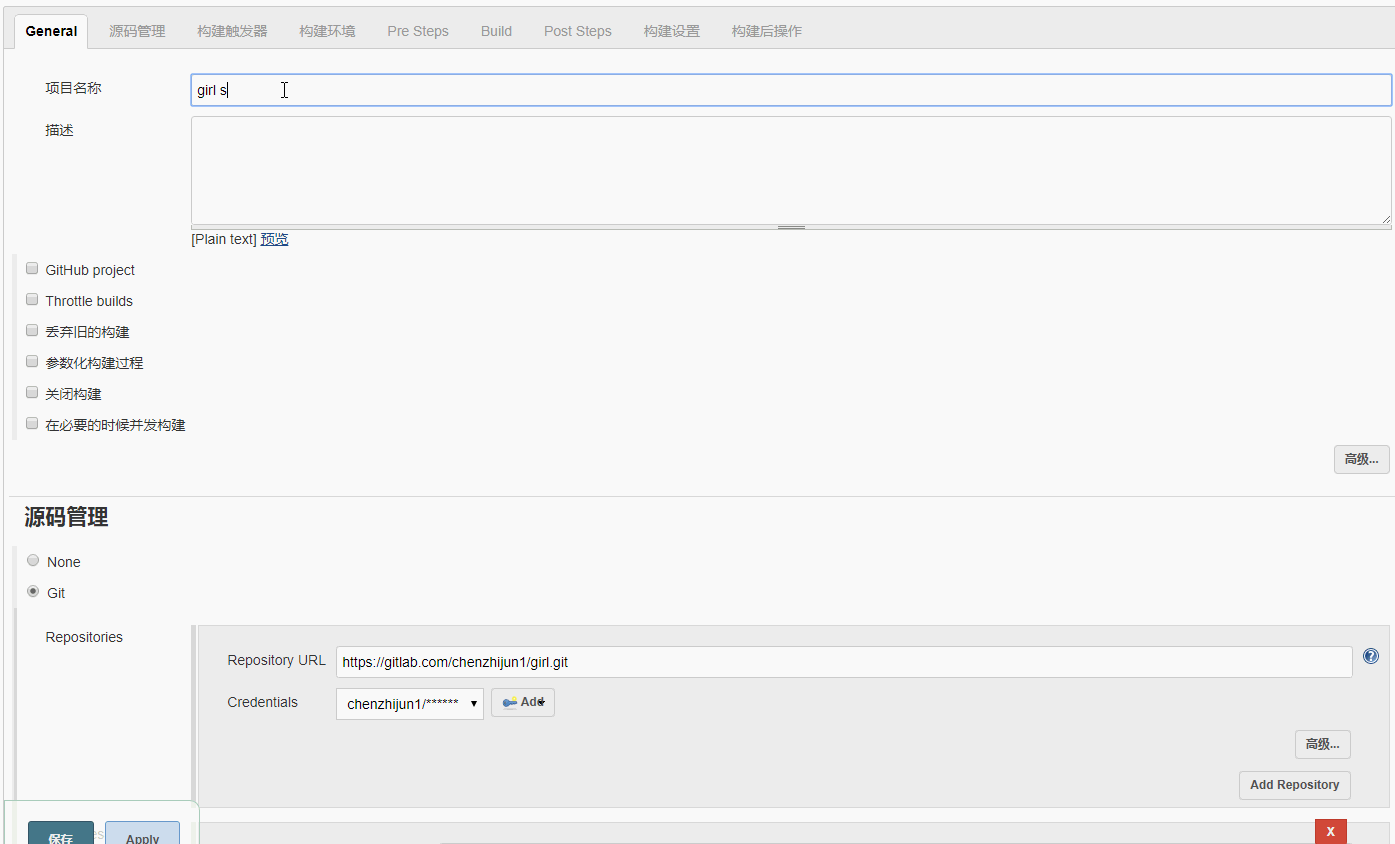 General 源码管理 构建触发器 构建环境 Pre Steps Build Post Steps 构建设置 构建后操作
项目名称 girl s
描述
[Plain text] 预览
GitHub project
Throttle builds
丢弃旧的构建
参数化构建过程
关闭构建
在必要的时候并发构建
高级...
源码管理
None
Git
Repositories
Repository URL https://gitlab.com/chenzhijun1/girl.git
Credentials chenzhijun1/****** Add
高级...
Add Repository
保存 Apply X